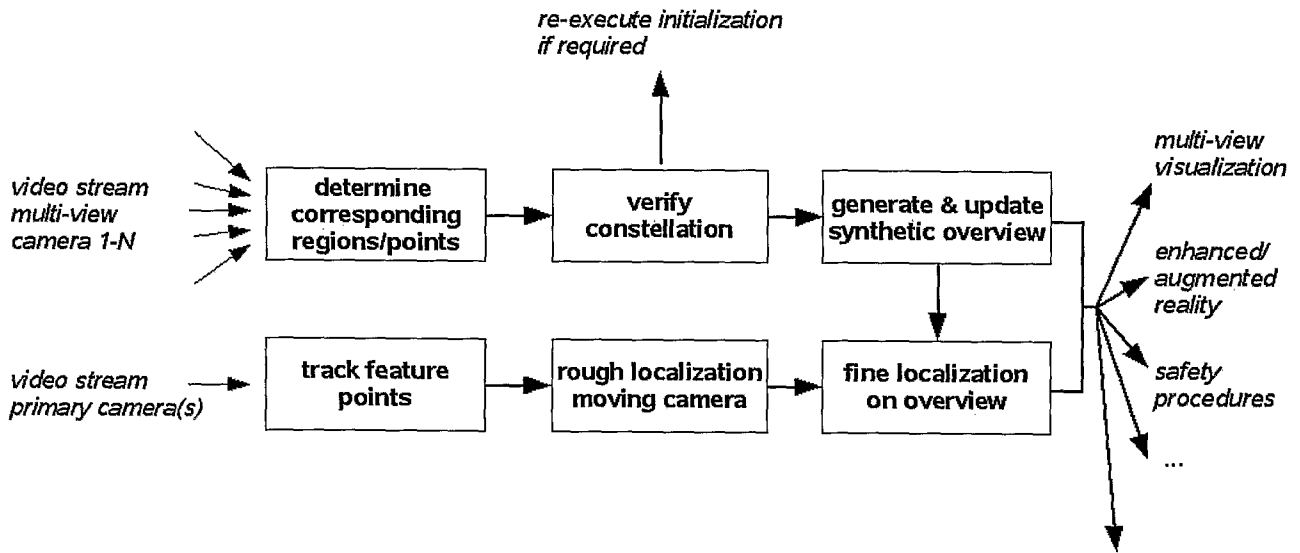 re-execute initialization
if required
video stream
multi-view
camera 1-N
determine
corresponding
regions/points
verify
constellation
generate & update
synthetic overview
multi-view
visualization
enhanced/
augmented
reality
safety
procedures
...
video stream
primary camera(s)
track feature
points
rough localization
moving camera
fine localization
on overview